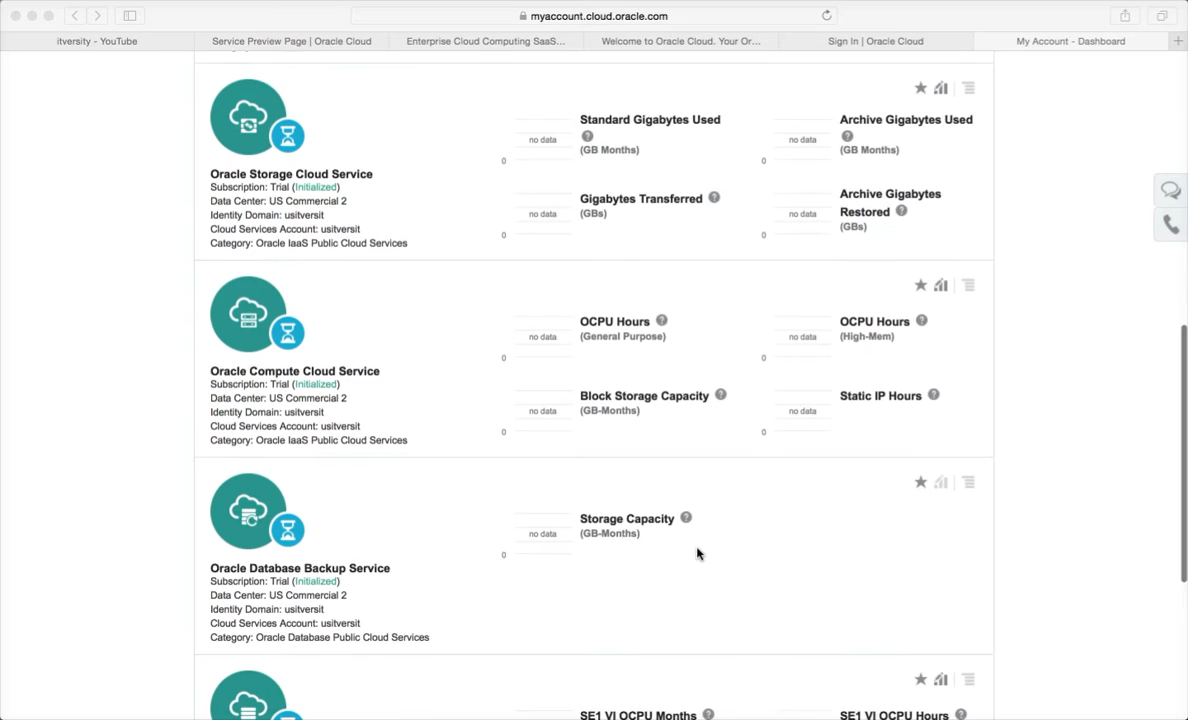 myaccount.cloud.oracle.com
itversity - YouTube
Service Preview Page | Oracle Cloud
Enterprise Cloud Computing SaaS...
Welcome to Oracle Cloud. Your Or...
Sign In | Oracle Cloud
My Account - Dashboard
Oracle Storage Cloud Service
Subscription: Trial (Initialized)
Data Center: US Commercial 2
Identity Domain: usitversit
Cloud Services Account: usitversit
Category: Oracle IaaS Public Cloud Services
no data
0
Standard Gigabytes Used
(GB Months)
no data
0
Archive Gigabytes Used
(GB Months)
no data
0
Gigabytes Transferred
(GBs)
no data
0
Archive Gigabytes
Restored
(GBs)
Oracle Compute Cloud Service
Subscription: Trial (Initialized)
Data Center: US Commercial 2
Identity Domain: usitversit
Cloud Services Account: usitversit
Category: Oracle IaaS Public Cloud Services
no data
0
OCPU Hours
(General Purpose)
no data
0
OCPU Hours
(High-Mem)
no data
0
Block Storage Capacity
(GB-Months)
no data
0
Static IP Hours
Oracle Database Backup Service
Subscription: Trial (Initialized)
Data Center: US Commercial 2
Identity Domain: usitversit
Cloud Services Account: usitversit
Category: Oracle Database Public Cloud Services
no data
0
Storage Capacity
(GB-Months)
SE1 VI OCPU Months
SE1 VI OCPU Hours